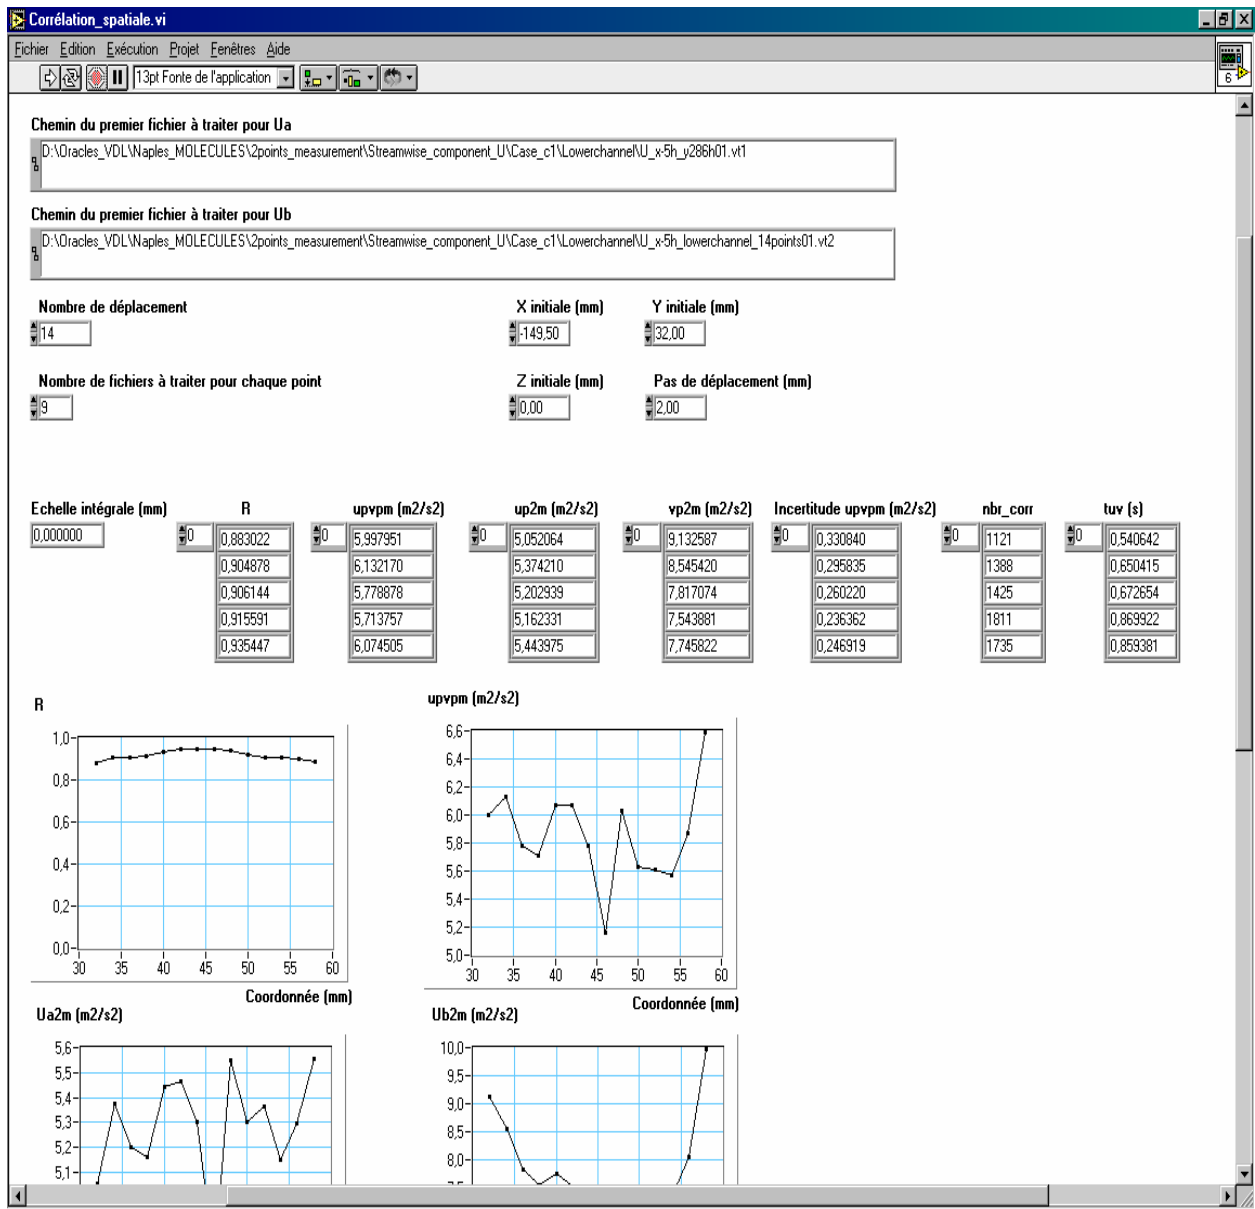 Corrélation_spatiale.vi
Fichier Edition Exécution Projet Fenêtres Aide
13pt Fonte de l'application
6
Chemin du premier fichier à traiter pour Ua
D:\Oracles_VDL\Naples_MOLECULES\2points_measurement\Streamwise_component_U\Case_c1\Lowerchannel\U_x-5h_y286h01.vt1
Chemin du premier fichier à traiter pour Ub
D:\Oracles_VDL\Naples_MOLECULES\2points_measurement\Streamwise_component_U\Case_c1\Lowerchannel\U_x-5h_lowerchannel_14points01.vt2
Nombre de déplacement X initiale (mm) Y initiale (mm)
14 -149,50 32,00
Nombre de fichiers à traiter pour chaque point Z initiale (mm) Pas de déplacement (mm)
9 0,00 2,00
Echelle intégrale (mm) R upvpm (m2/s2) up2m (m2/s2) vp2m (m2/s2) Incertitude upvpm (m2/s2) nbr_corr tuv (s)
0,000000 0 0,883022 0 5,997951 0 5,052064 0 9,132587 0 0,330840 0 1121 0 0,540642
0,904878 6,132170 5,374210 8,545420 0,295835 1388 0,650415
0,906144 5,778878 5,202939 7,817074 0,260220 1425 0,672654
0,915591 5,713757 5,162331 7,543881 0,236362 1811 0,869922
0,935447 6,074505 5,443975 7,745822 0,246919 1735 0,859381
R
1,0
0,8
0,6
0,4
0,2
0,0
30 35 40 45 50 55 60
Coordonnée (mm)
upvpm (m2/s2)
6,6
6,4
6,2
6,0
5,8
5,6
5,4
5,2
5,0
30 35 40 45 50 55 60
Coordonnée (mm)
Ua2m (m2/s2)
5,6
5,5
5,4
5,3
5,2
5,1
Ub2m (m2/s2)
10,0
9,5
9,0
8,5
8,0